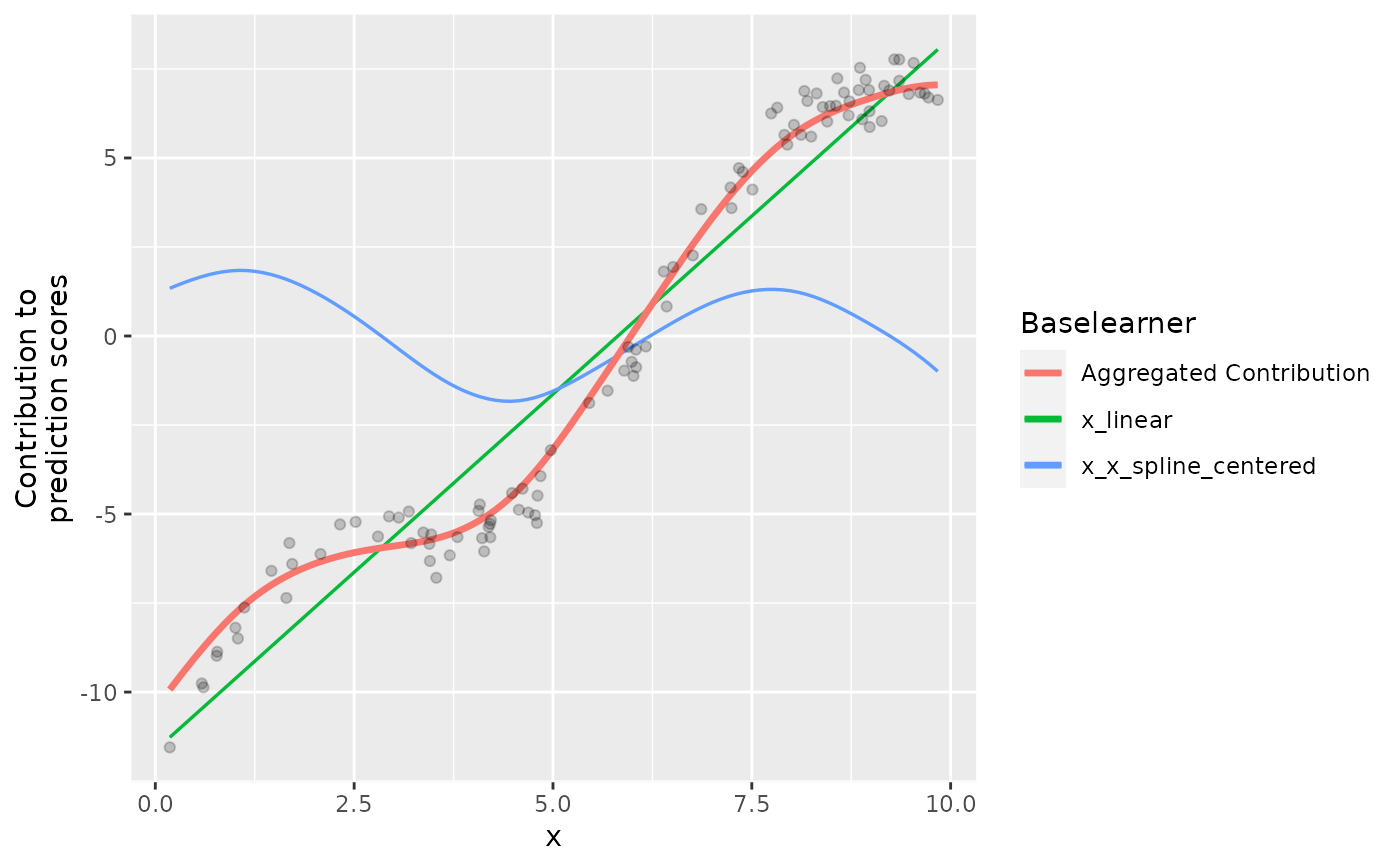 Contribution to
prediction scores
5
0
-5
-10
0.0
2.5
5.0
7.5
10.0
x
Baselearner
Aggregated Contribution
x_linear
x_x_spline_centered